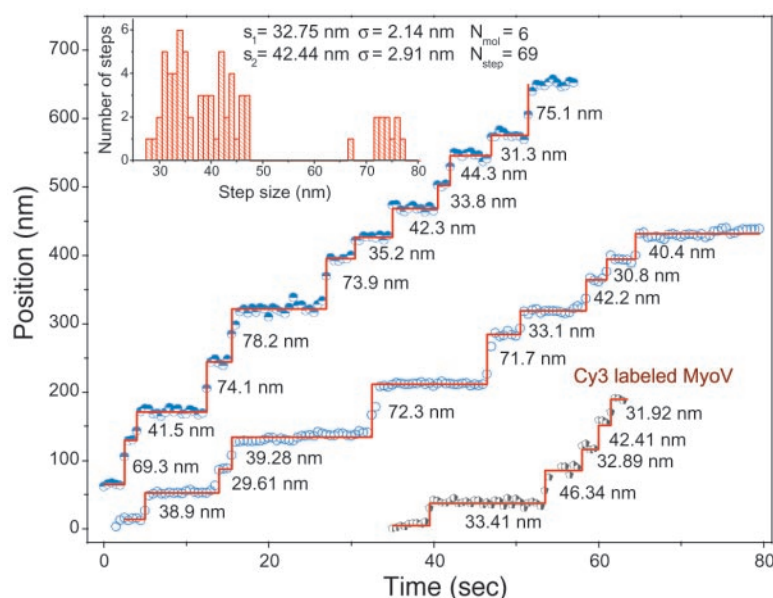 s1= 32.75 nm σ = 2.14 nm Nmol= 6
s2= 42.44 nm σ = 2.91 nm Nstep= 69
Number of steps
6
4
2
0
30 40 50 60 70 80
Step size (nm)
Position (nm)
700
600
500
400
300
200
100
0
75.1 nm
31.3 nm
44.3 nm
33.8 nm
42.3 nm
35.2 nm
73.9 nm
78.2 nm
74.1 nm
41.5 nm
69.3 nm
40.4 nm
30.8 nm
42.2 nm
33.1 nm
71.7 nm
72.3 nm
39.28 nm
29.61 nm
38.9 nm
Cy3 labeled MyoV
31.92 nm
42.41 nm
32.89 nm
46.34 nm
33.41 nm
0 20 40 60 80
Time (sec)